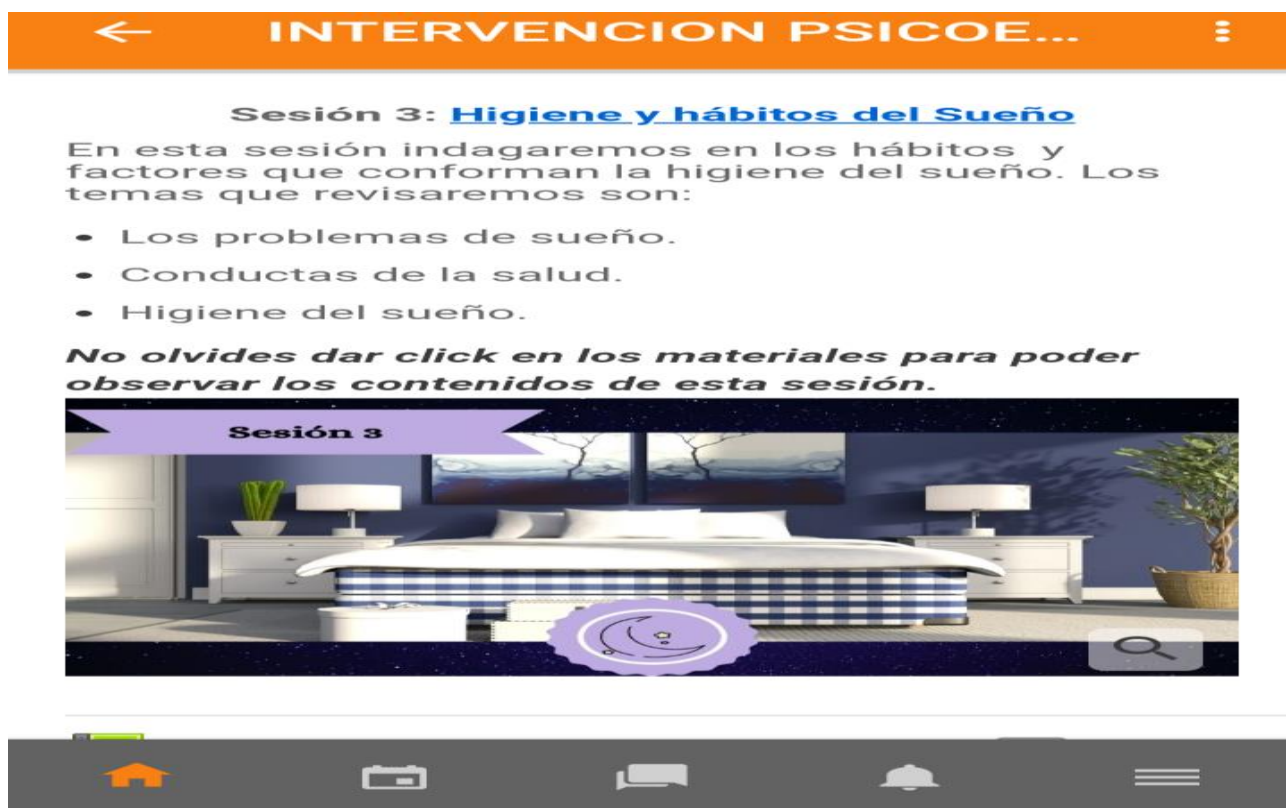 INTERVENCION PSICOE...
Sesión 3: Higiene y hábitos del Sueño
En esta sesión indagaremos en los hábitos y
factores que conforman la higiene del sueño. Los
temas que revisaremos son:
• Los problemas de sueño.
• Conductas de la salud.
• Higiene del sueño.
No olvides dar click en los materiales para poder
observar los contenidos de esta sesión.
Sesión 3